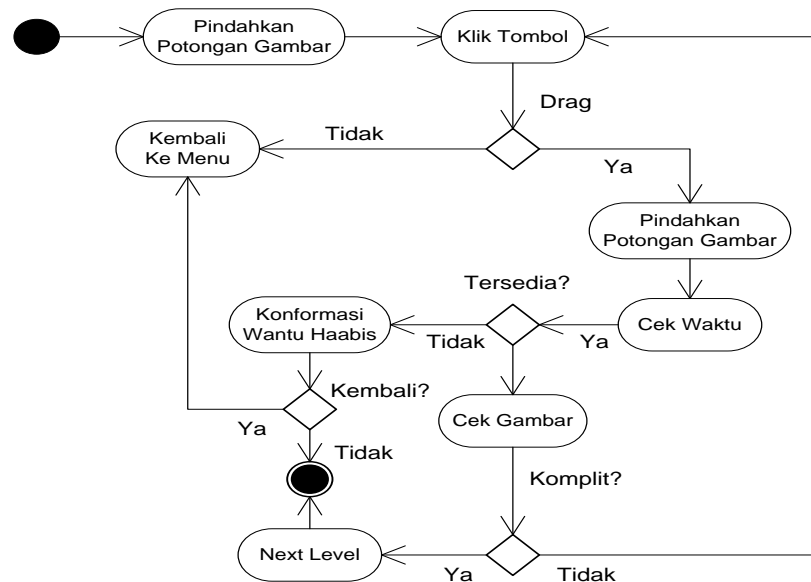 Pindahkan
Potongan Gambar
Klik Tombol
Drag
Kembali
Ke Menu
Tidak
Ya
Pindahkan
Potongan Gambar
Tersedia?
Konformasi
Wantu Haabis
Tidak
Ya
Cek Waktu
Kembali?
Ya
Cek Gambar
Tidak
Komplit?
Next Level
Ya
Tidak